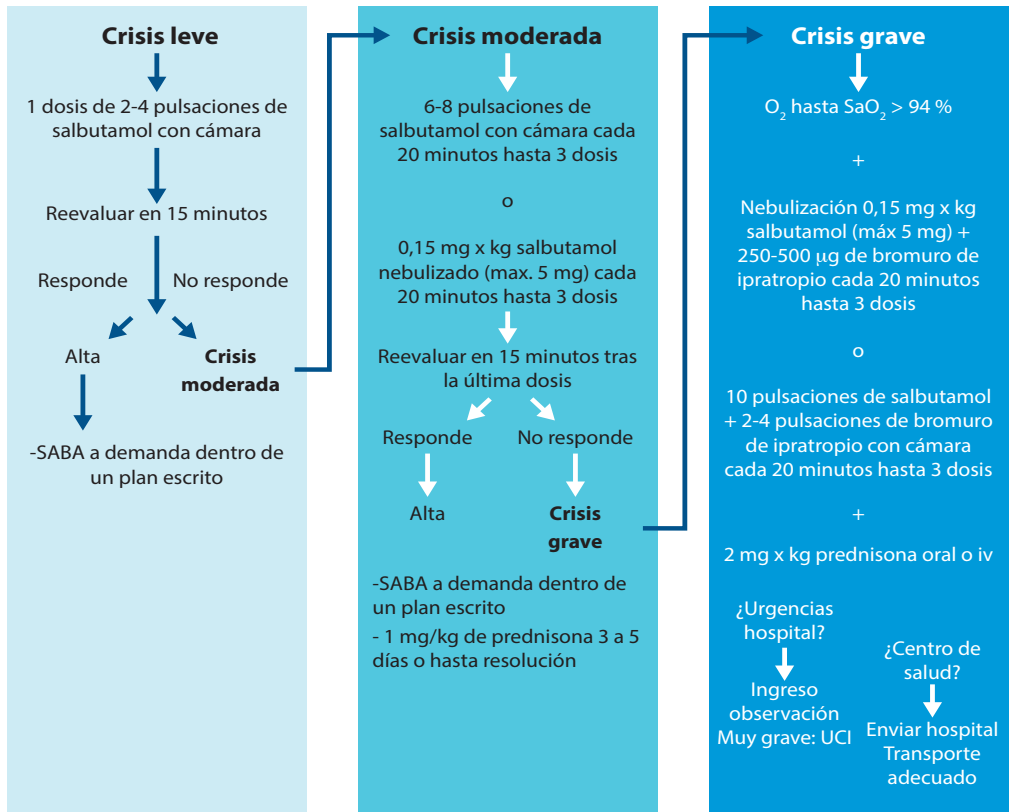 Crisis leve
1 dosis de 2-4 pulsaciones de
salbutamol con cámara
Reevaluar en 15 minutos
Responde
No responde
Alta
Crisis
moderada
-SABA a demanda dentro de
un plan escrito
Crisis moderada
6-8 pulsaciones de
salbutamol con cámara cada
20 minutos hasta 3 dosis
o
0,15 mg x kg salbutamol
nebulizado (max. 5 mg) cada
20 minutos hasta 3 dosis
Reevaluar en 15 minutos tras
la última dosis
Responde
No responde
Alta
Crisis
grave
-SABA a demanda dentro de
un plan escrito
- 1 mg/kg de prednisona 3 a 5
días o hasta resolución
Crisis grave
O₂ hasta SaO₂ > 94 %
+
Nebulización 0,15 mg x kg
salbutamol (máx 5 mg) +
250-500 µg de bromuro de
ipratropio cada 20 minutos
hasta 3 dosis
o
10 pulsaciones de salbutamol
+ 2-4 pulsaciones de bromuro
de ipratropio con cámara
cada 20 minutos hasta 3 dosis
+
2 mg x kg prednisona oral o iv
¿Urgencias
hospital?
Ingreso
observación
Muy grave: UCI
¿Centro de
salud?
Enviar hospital
Transporte
adecuado